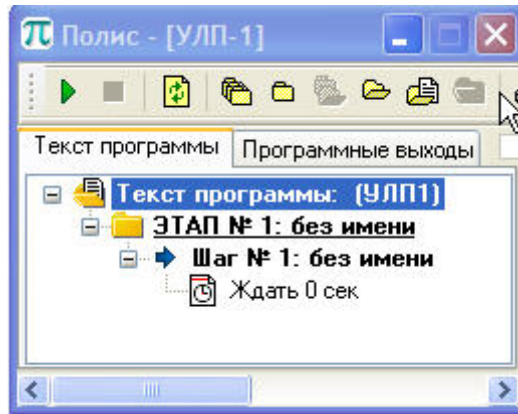 Полис - [УЛП-1]
Текст программы Программные выходы
Текст программы: (УЛП1)
ЭТАП № 1: без имени
Шаг № 1: без имени
Ждать 0 сек